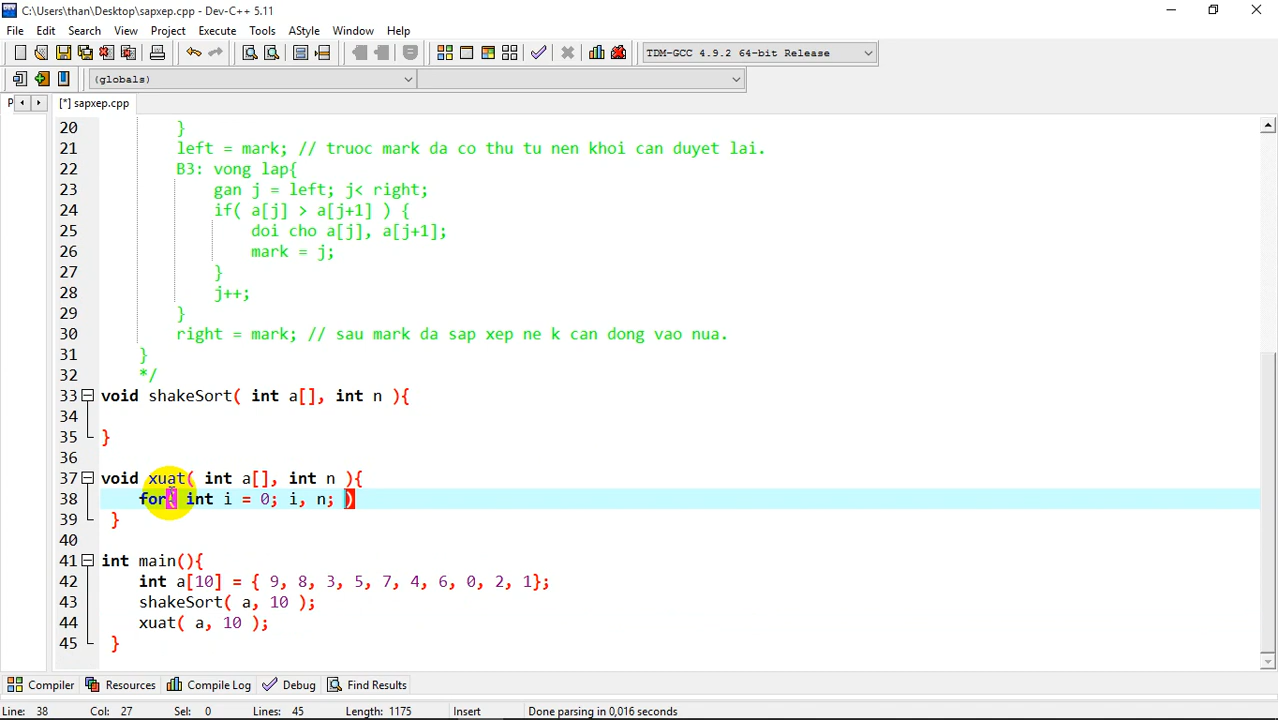 C:\Users\than\Desktop\sapxep.cpp - Dev-C++ 5.11
File Edit Search View Project Execute Tools AStyle Window Help
TDM-GCC 4.9.2 64-bit Release
(globals)
P [*] sapxep.cpp
20 }
21 left = mark; // truoc mark da co thu tu nen khoi can duyet lai.
22 B3: vong lap{
23 gan j = left; j< right;
24 if( a[j] > a[j+1] ) {
25 doi cho a[j], a[j+1];
26 mark = j;
27 }
28 j++;
29 }
30 right = mark; // sau mark da sap xep ne k can dong vao nua.
31 }
32 */
33 void shakeSort( int a[], int n ){
34
35 }
36
37 void xuat( int a[], int n ){
38 for( int i = 0; i, n; )
39 }
40
41 int main(){
42 int a[10] = { 9, 8, 3, 5, 7, 4, 6, 0, 2, 1};
43 shakeSort( a, 10 );
44 xuat( a, 10 );
45 }
Compiler Resources Compile Log Debug Find Results
Line: 38 Col: 27 Sel: 0 Lines: 45 Length: 1175 Insert Done parsing in 0,016 seconds